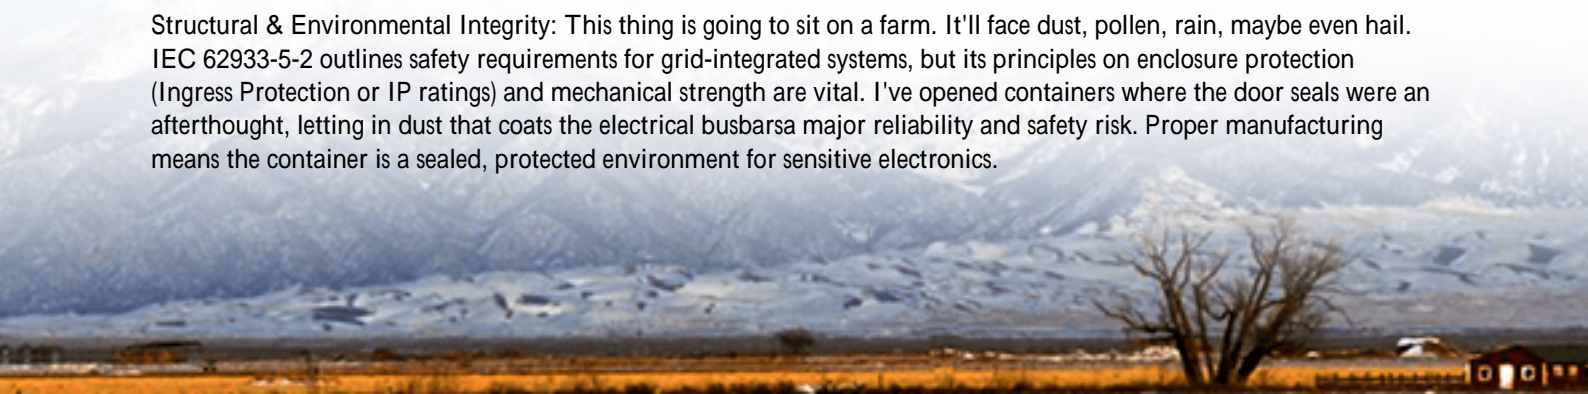 Structural & Environmental Integrity: This thing is going to sit on a farm. It'll face dust, pollen, rain, maybe even hail.
IEC 62933-5-2 outlines safety requirements for grid-integrated systems, but its principles on enclosure protection
(Ingress Protection or IP ratings) and mechanical strength are vital. I've opened containers where the door seals were an
afterthought, letting in dust that coats the electrical busbarsa major reliability and safety risk. Proper manufacturing
means the container is a sealed, protected environment for sensitive electronics.